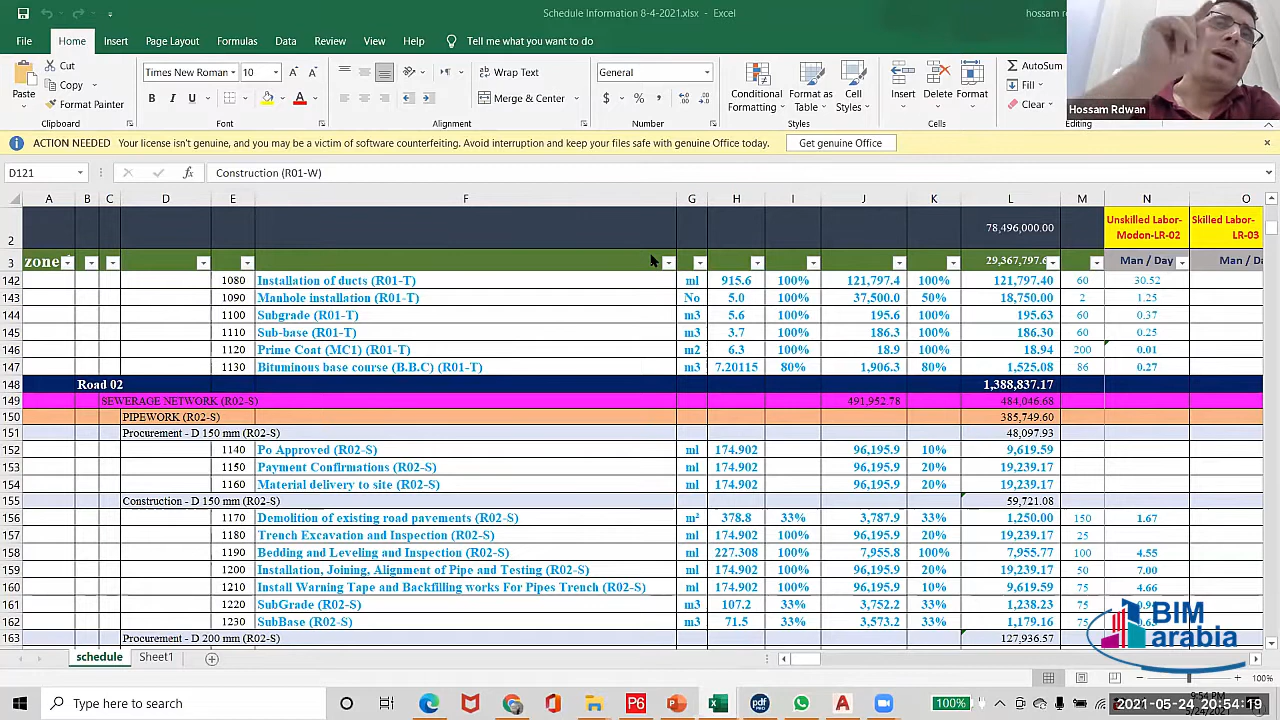 Schedule Information 8-4-2021.xlsx - Excel
hossam r
File Home Insert Page Layout Formulas Data Review View Help Tell me what you want to do
Hossam Rdwan
Paste
Cut
Copy
Format Painter
Clipboard
Times New Roman 10
B I U
Font
Wrap Text
Merge & Center
Alignment
General
$ % 
Number
Conditional Formatting
Format as Table
Cell Styles
Styles
Insert Delete Format
Cells
AutoSum
Fill
Clear
Editing
ACTION NEEDED Your license isn't genuine, and you may be a victim of software counterfeiting. Avoid interruption and keep your files safe with genuine Office today. Get genuine Office
D121 fx Construction (R01-W)
A B C D E F G H I J K L M N O
2 78,496,000.00 Unskilled Labor-Modon-LR-02 Skilled Labor-LR-03
3 zone 29,367,797.6 Man / Day Man / Da
142 1080 Installation of ducts (R01-T) ml 915.6 100% 121,797.4 100% 121,797.40 60 30.52
143 1090 Manhole installation (R01-T) No 5.0 100% 37,500.0 50% 18,750.00 2 1.25
144 1100 Subgrade (R01-T) m3 5.6 100% 195.6 100% 195.63 60 0.37
145 1110 Sub-base (R01-T) m3 3.7 100% 186.3 100% 186.30 60 0.25
146 1120 Prime Coat (MC1) (R01-T) m2 6.3 100% 18.9 100% 18.94 200 0.01
147 1130 Bituminous base course (B.B.C) (R01-T) m3 7.20115 80% 1,906.3 80% 1,525.08 86 0.27
148 Road 02 1,388,837.17
149 SEWERAGE NETWORK (R02-S) 491,952.78 484,046.68
150 PIPEWORK (R02-S) 385,749.60
151 Procurement - D 150 mm (R02-S) 48,097.93
152 1140 Po Approved (R02-S) ml 174.902 96,195.9 10% 9,619.59
153 1150 Payment Confirmations (R02-S) ml 174.902 96,195.9 20% 19,239.17
154 1160 Material delivery to site (R02-S) ml 174.902 96,195.9 20% 19,239.17
155 Construction - D 150 mm (R02-S) 59,721.08
156 1170 Demolition of existing road pavements (R02-S) m² 378.8 33% 3,787.9 33% 1,250.00 150 1.67
157 1180 Trench Excavation and Inspection (R02-S) ml 174.902 100% 96,195.9 20% 19,239.17 25
158 1190 Bedding and Leveling and Inspection (R02-S) ml 227.308 100% 7,955.8 100% 7,955.77 100 4.55
159 1200 Installation, Joining, Alignment of Pipe and Testing (R02-S) ml 174.902 100% 96,195.9 20% 19,239.17 50 7.00
160 1210 Install Warning Tape and Backfilling works For Pipes Trench (R02-S) ml 174.902 100% 96,195.9 10% 9,619.59 75 4.66
161 1220 SubGrade (R02-S) m3 107.2 33% 3,752.2 33% 1,238.23 75
162 1230 SubBase (R02-S) m3 71.5 33% 3,573.2 33% 1,179.16 75
163 Procurement - D 200 mm (R02-S) 127,936.57
BIM
arabia
schedule Sheet1
100%
Type here to search
P6
100%
9:54 PM
2021-05-24 20:54:19